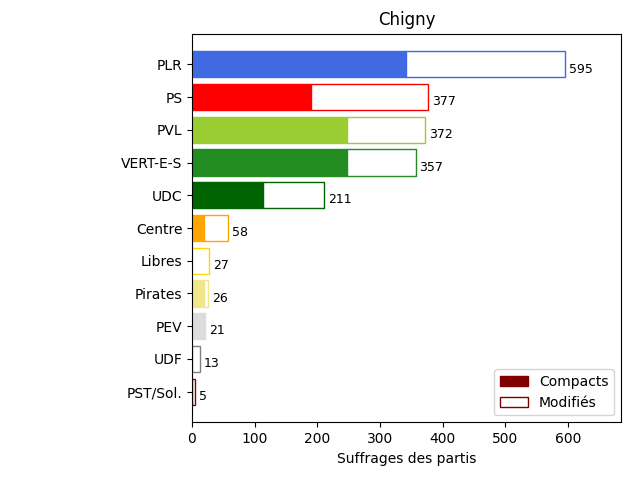 Chigny
PLR 595
PS 377
PVL 372
VERT-E-S 357
UDC 211
Centre 58
Libres 27
Pirates 26
PEV 21
UDF 13
PST/Sol. 5
Compacts
Modifiés
0 100 200 300 400 500 600
Suffrages des partis